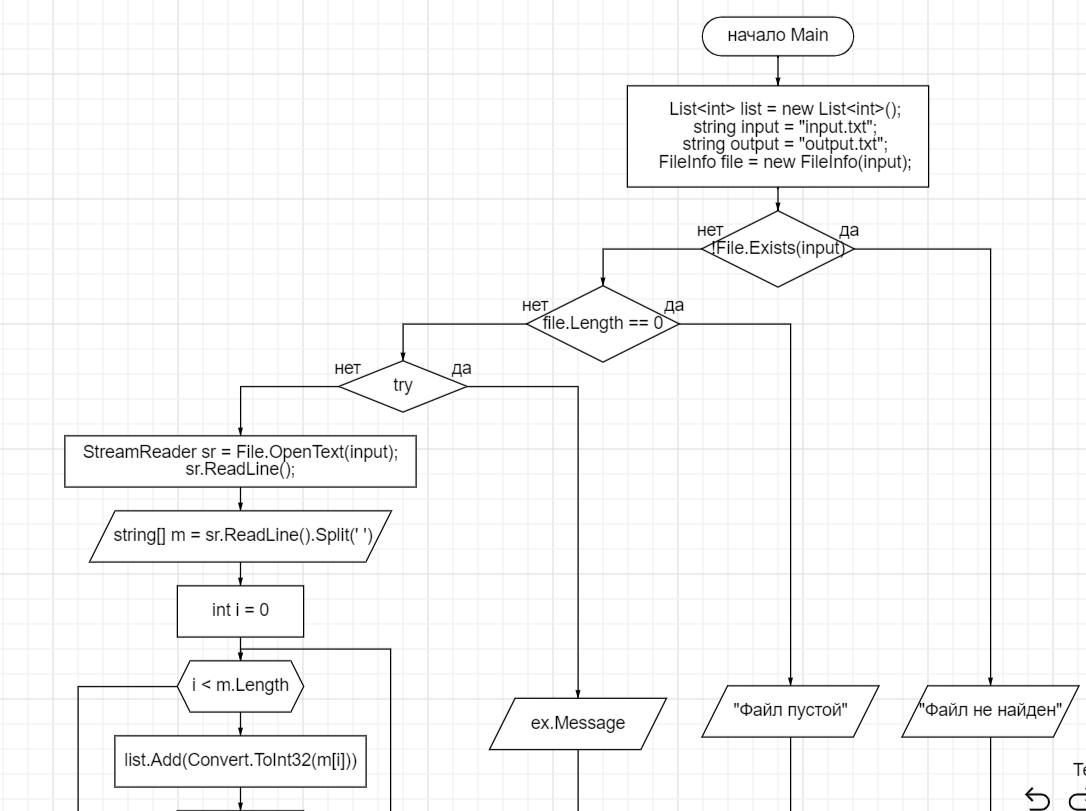 начало Main
List<int> list = new List<int>();
string input = "input.txt";
string output = "output.txt";
FileInfo file = new FileInfo(input);
нет
да
!File.Exists(input)
нет
да
file.Length == 0
нет
да
try
StreamReader sr = File.OpenText(input);
sr.ReadLine();
string[] m = sr.ReadLine().Split(' ')
int i = 0
i < m.Length
"Файл пустой"
"Файл не найден"
ex.Message
list.Add(Convert.ToInt32(m[i]))